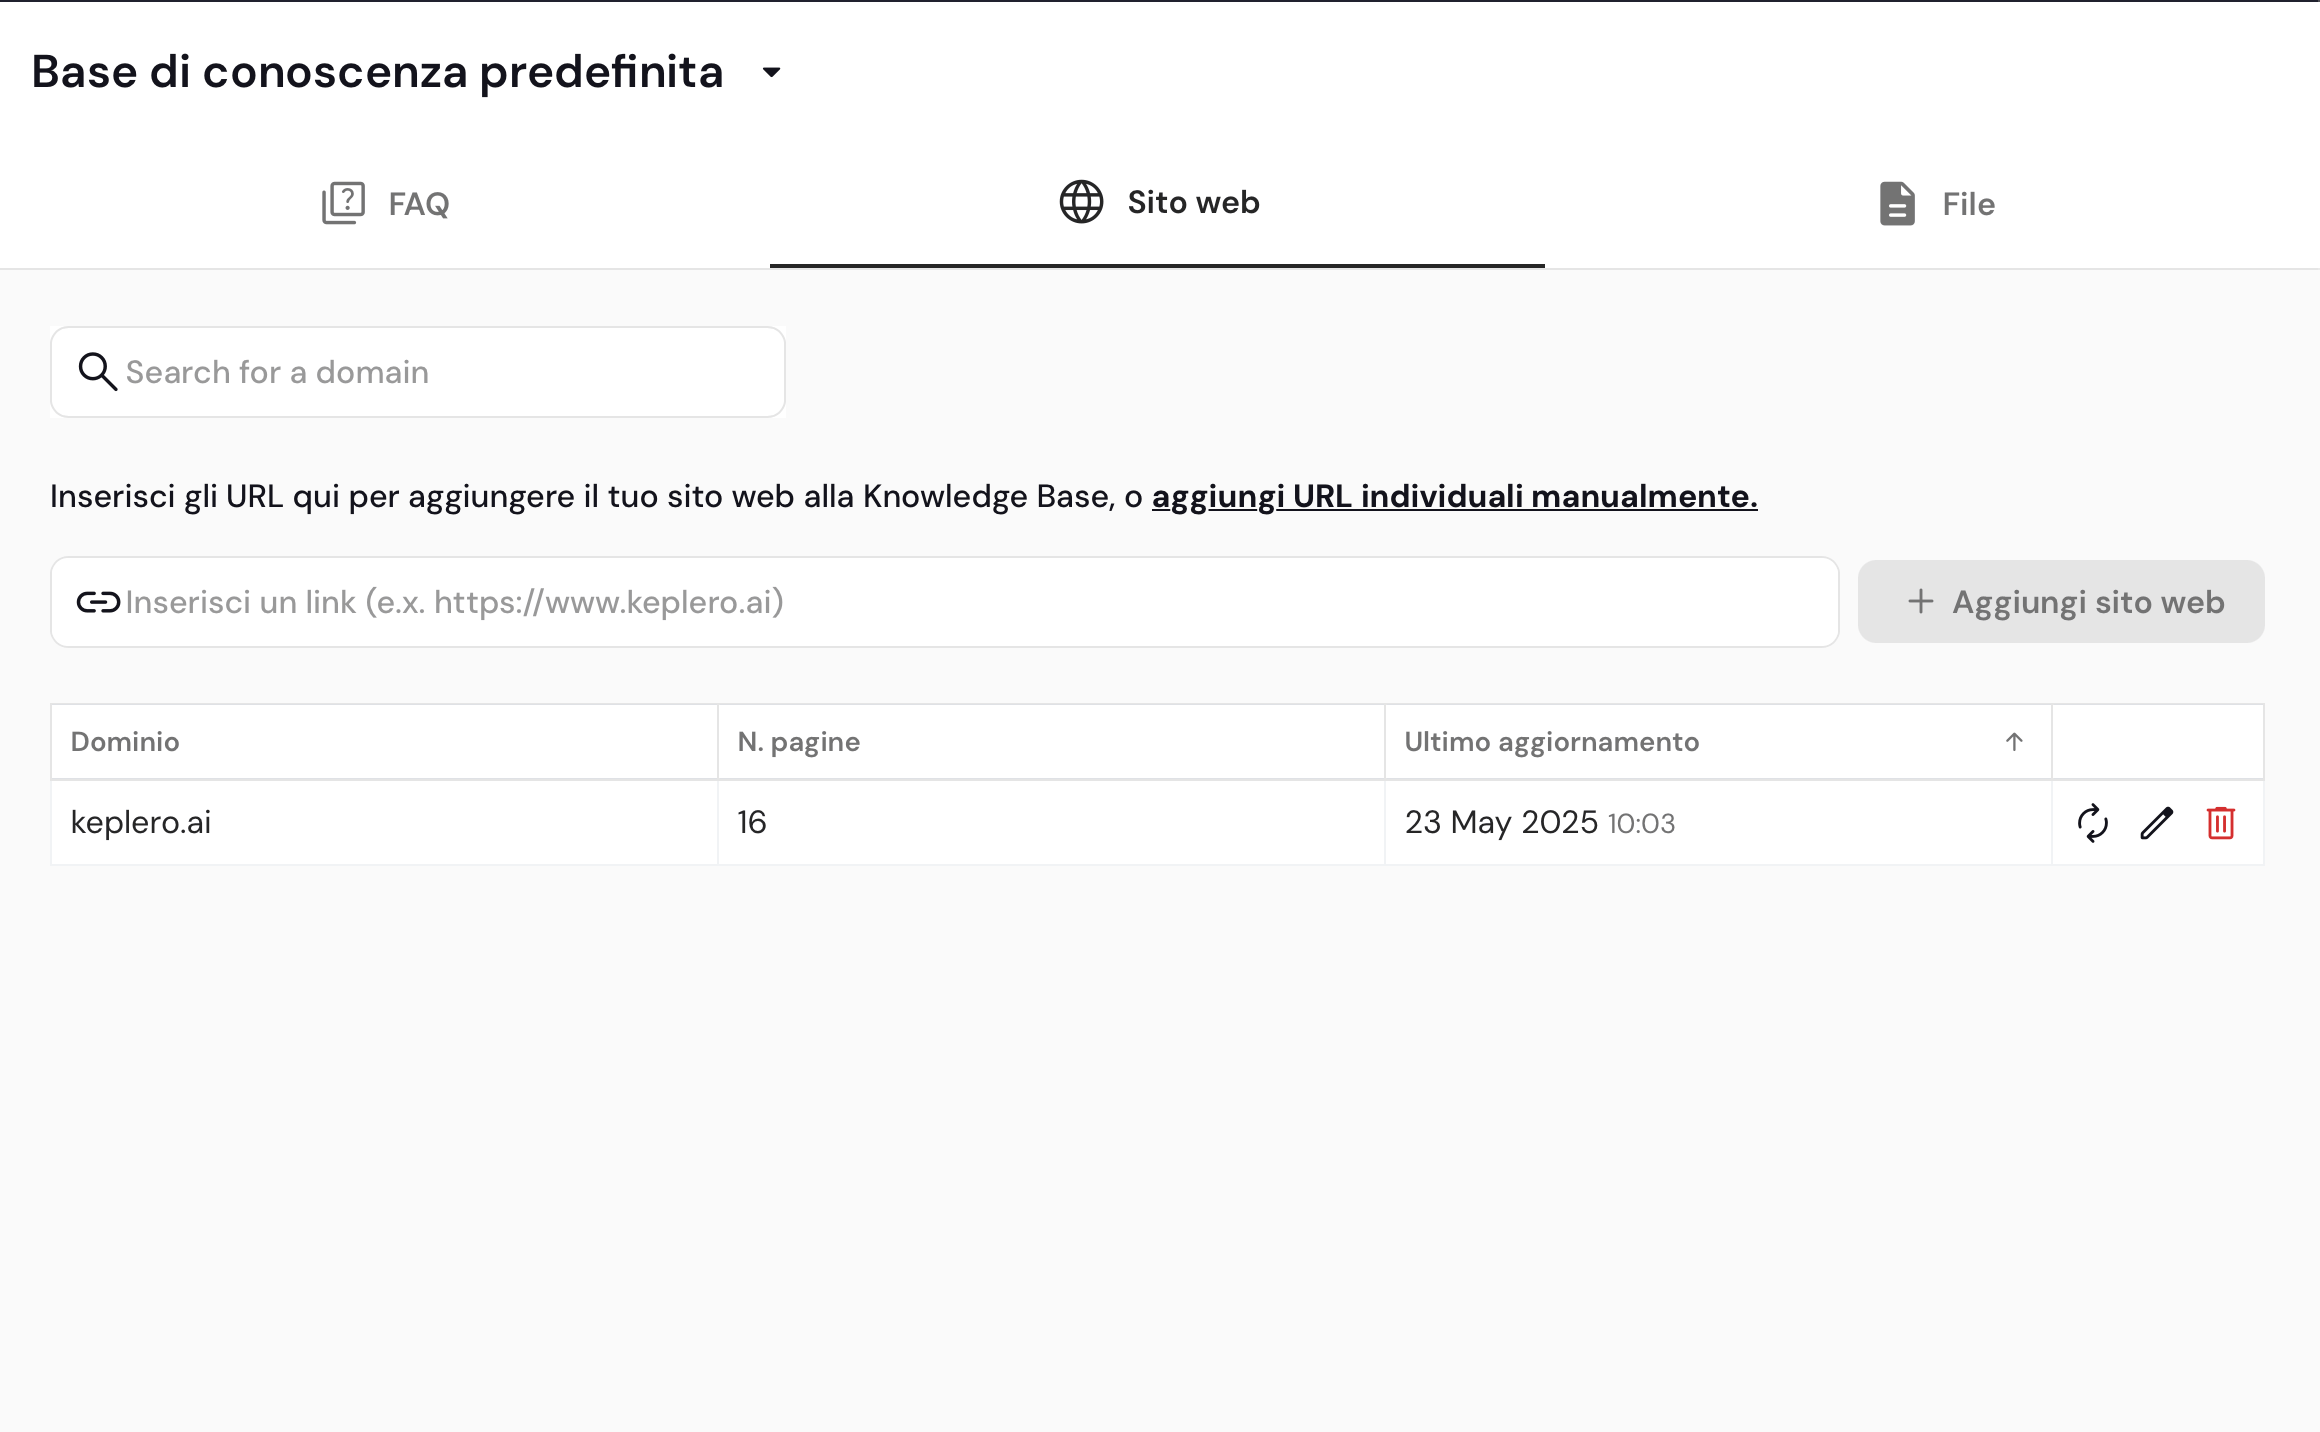 Base di conoscenza predefinita
FAQ
Sito web
File
Search for a domain
Inserisci gli URL qui per aggiungere il tuo sito web alla Knowledge Base, o aggiungi URL individuali manualmente.
Inserisci un link (e.x. https://www.keplero.ai)
+ Aggiungi sito web
Dominio N. pagine Ultimo aggiornamento ↑
keplero.ai 16 23 May 2025 10:03